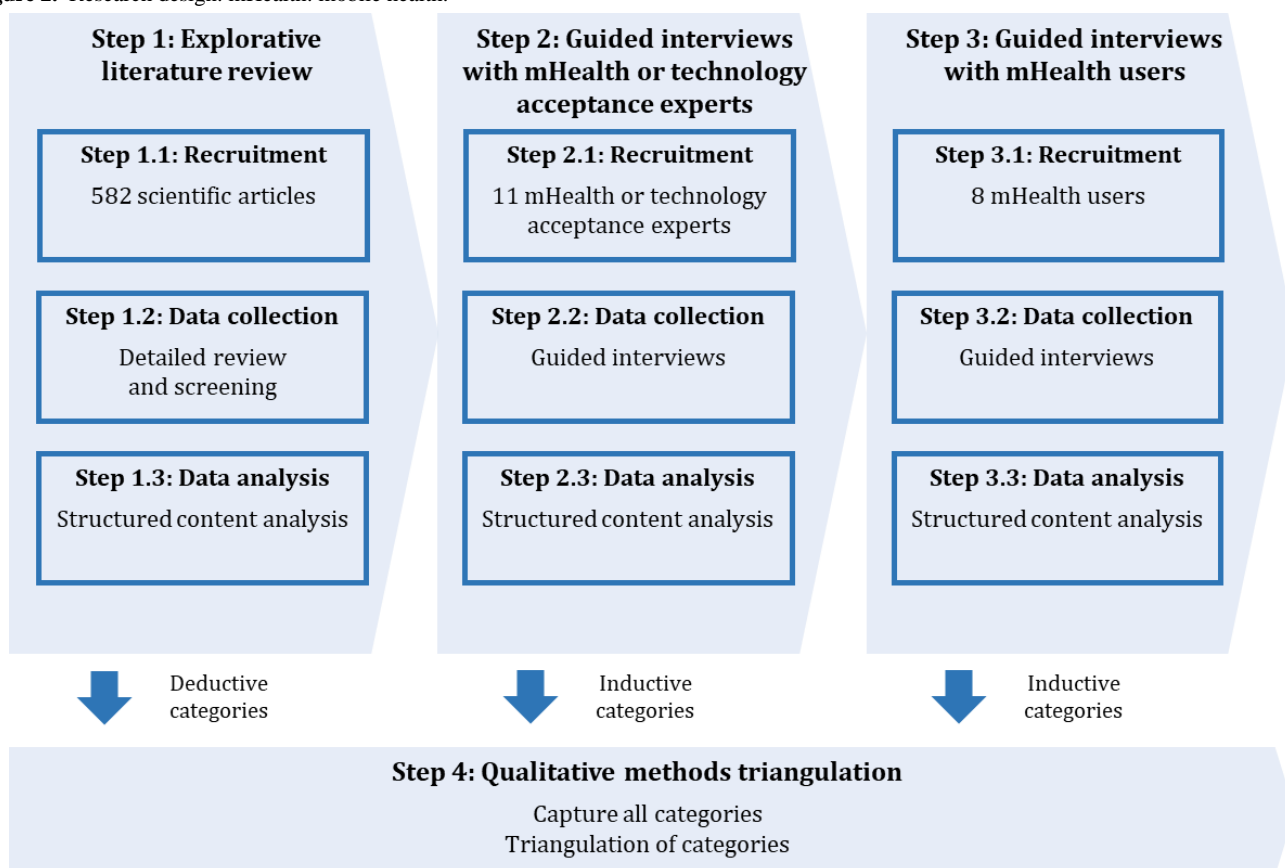 Step 1: Explorative
literature review
Step 1.1: Recruitment
582 scientific articles
Step 1.2: Data collection
Detailed review
and screening
Step 1.3: Data analysis
Structured content analysis
Deductive
categories
Step 2: Guided interviews
with mHealth or technology
acceptance experts
Step 2.1: Recruitment
11 mHealth or technology
acceptance experts
Step 2.2: Data collection
Guided interviews
Step 2.3: Data analysis
Structured content analysis
Inductive
categories
Step 3: Guided interviews
with mHealth users
Step 3.1: Recruitment
8 mHealth users
Step 3.2: Data collection
Guided interviews
Step 3.3: Data analysis
Structured content analysis
Inductive
categories
Step 4: Qualitative methods triangulation
Capture all categories
Triangulation of categories